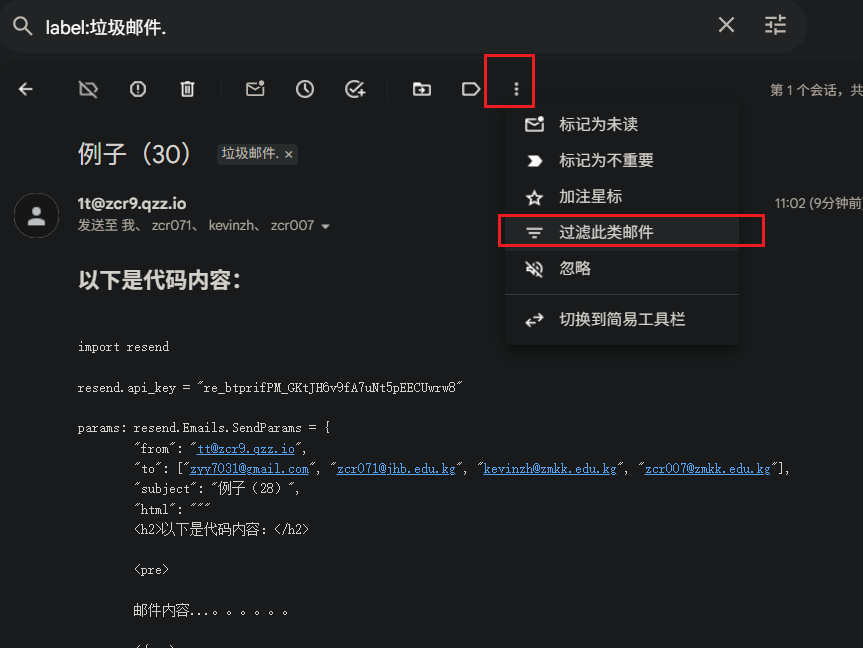 label:垃圾邮件.
第 1 个会话，共
例子（30） 垃圾邮件. ×
标记为未读
标记为不重要
加注星标
过滤此类邮件
忽略
切换到简易工具栏
1t@zcr9.qzz.io
11:02 (9分钟前
发送至 我、 zcr071、 kevinzh、 zcr007
以下是代码内容：
import resend
resend.api_key = "re_btprifPM_GKtJH6v9fA7uNt5pEECUwrw8"
params: resend.Emails.SendParams = {
"from": "tt@zcr9.qzz.io",
"to": ["zyy7031@gmail.com", "zcr071@jhb.edu.kg", "kevinzh@zmkk.edu.kg", "zcr007@zmkk.edu.kg"],
"subject": "例子（28）",
"html": """
<h2>以下是代码内容：</h2>
<pre>
邮件内容...。。。。。。